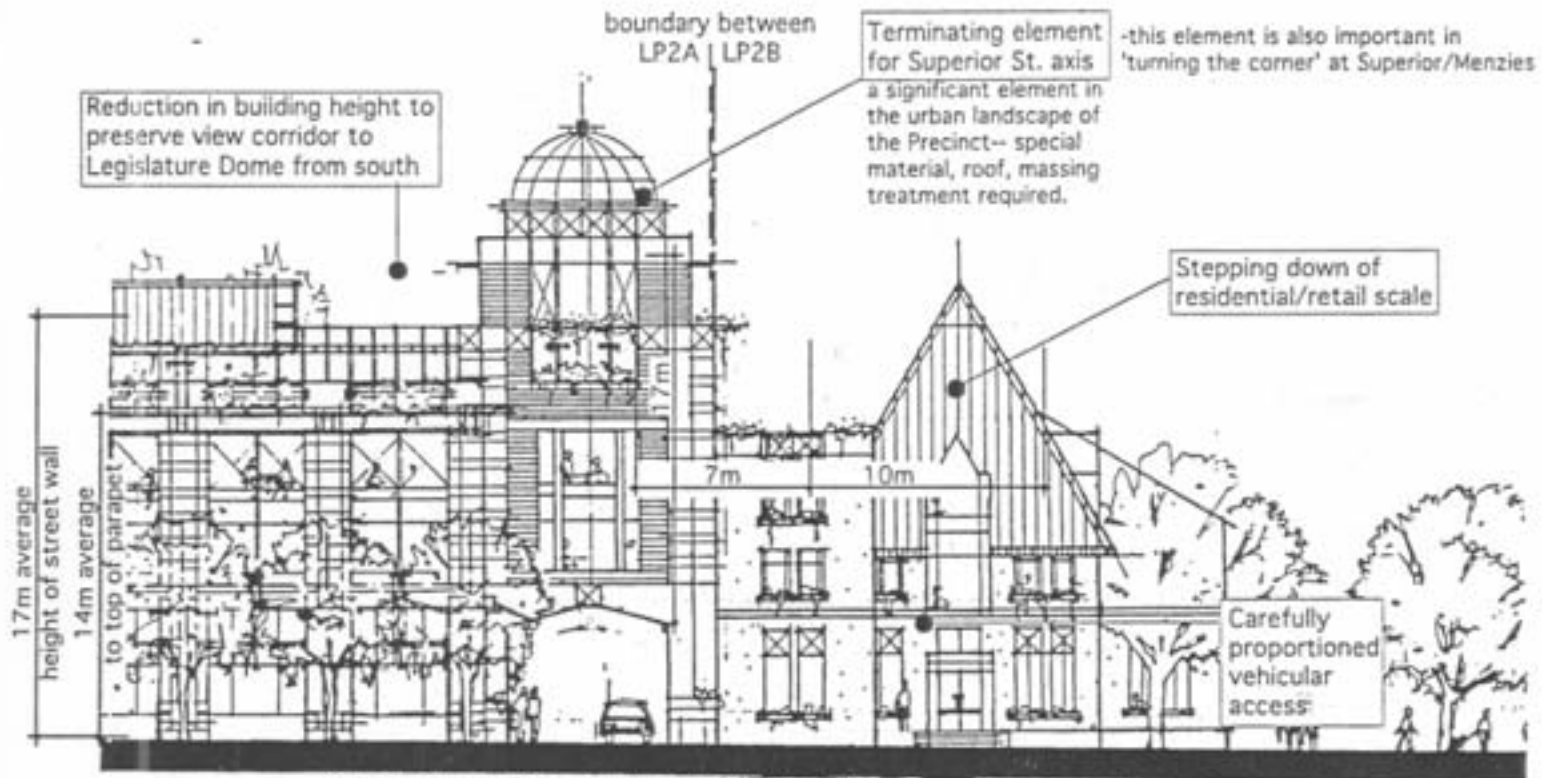 boundary between
LP2A | LP2B
Terminating element
for Superior St. axis
a significant element in
the urban landscape of
the Precinct-- special
material, roof, massing
treatment required.
-this element is also important in
'turning the corner' at Superior/Menzies
Reduction in building height to
preserve view corridor to
Legislature Dome from south
Stepping down of
residential/retail scale
17m average
height of street wall
14m average
to top of parapet
17m
7m
10m
Carefully
proportioned
vehicular
access